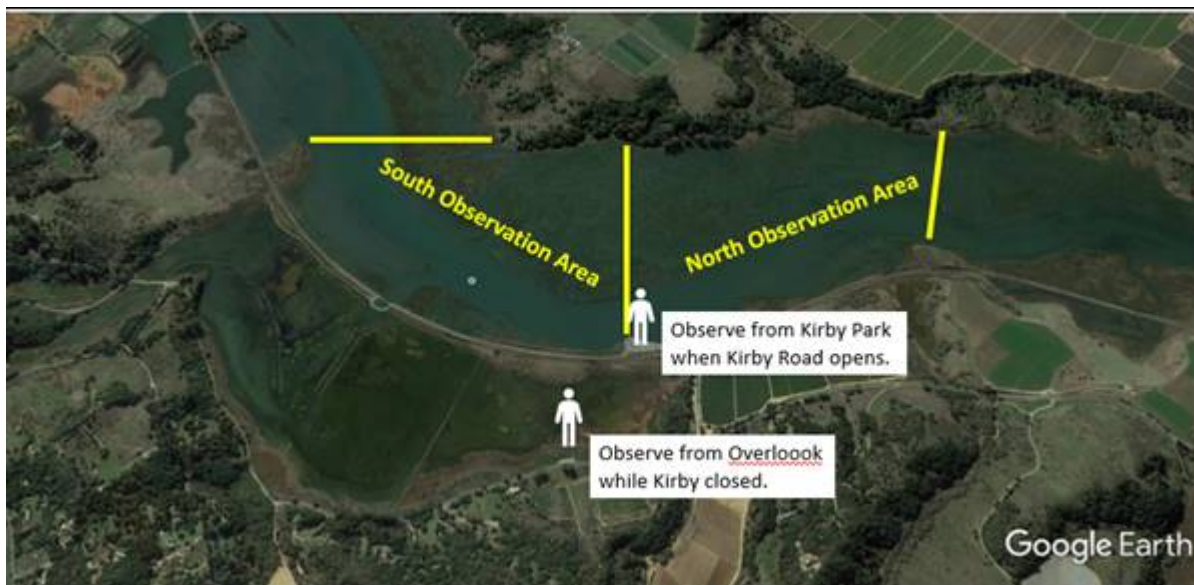 South Observation Area
North Observation Area
Observe from Kirby Park
when Kirby Road opens.
Observe from Overloook
while Kirby closed.
Google Earth